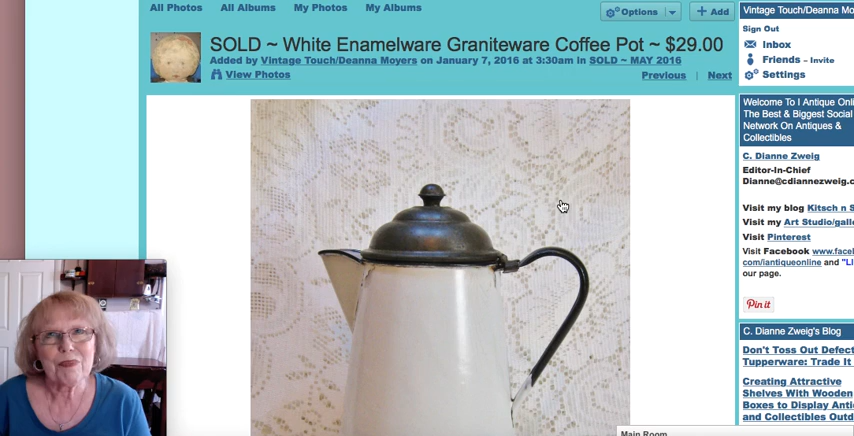 All Photos All Albums My Photos My Albums
Options
+ Add
SOLD ~ White Enamelware Graniteware Coffee Pot ~ $29.00
Added by Vintage Touch/Deanna Moyers on January 7, 2016 at 3:30am in SOLD ~ MAY 2016
View Photos
Previous | Next
Vintage Touch/Deanna Mo
Sign Out
Inbox
Friends – Invite
Settings
Welcome To I Antique Onli
The Best & Biggest Social
Network On Antiques &
Collectibles
C. Dianne Zweig
Editor-In-Chief
Dianne@cdiannezweig.c
Visit my blog Kitsch n S
Visit my Art Studio/galle
Visit Pinterest
Visit Facebook www.facel
com/iantiqueonline and "LI
our page.
Pin it
C. Dianne Zweig's Blog
Don't Toss Out Defect
Tupperware: Trade It
Creating Attractive
Shelves With Wooden
Boxes to Display Anti
and Collectibles Outd
Main Room